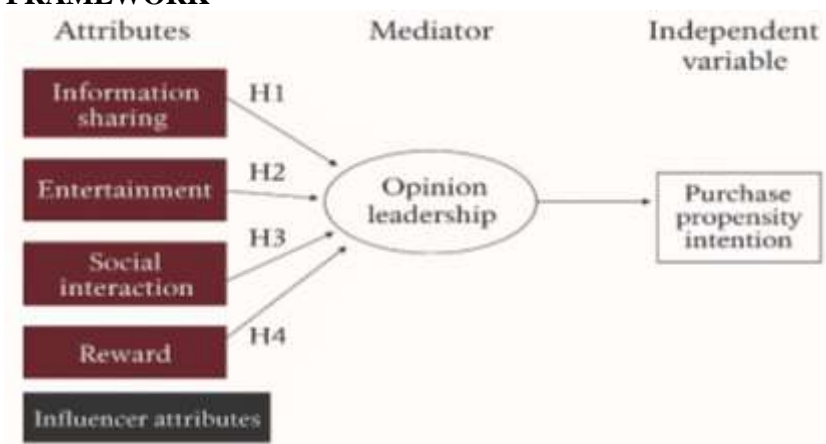 FRAMEWORK
Attributes
Mediator
Independent
variable
Information
sharing
H1
Entertainment
H2
Opinion
leadership
Purchase
propensity
intention
Social
interaction
H3
Reward
H4
Influencer attributes